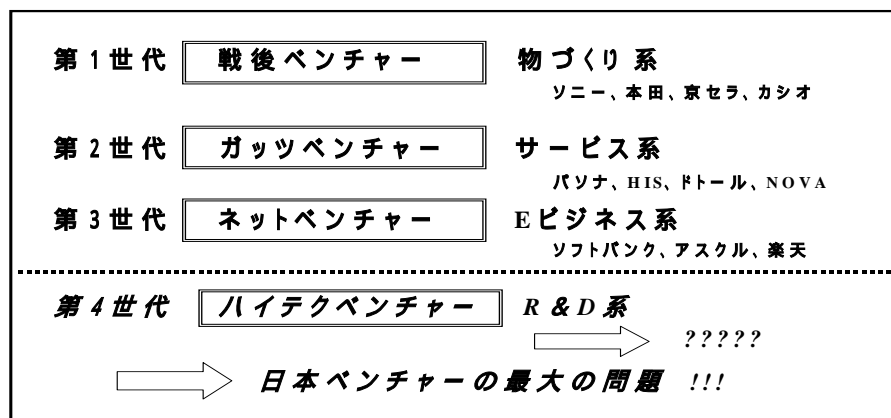 第1世代 戦後ベンチャー 物づくり系
ソニー、本田、京セラ、カシオ
第2世代 ガッツベンチャー サービス系
パソナ、HIS、ドトール、NOVA
第3世代 ネットベンチャー Eビジネス系
ソフトバンク、アスクル、楽天
第4世代 ハイテクベンチャー R&D系
?????
日本ベンチャーの最大の問題 !!!